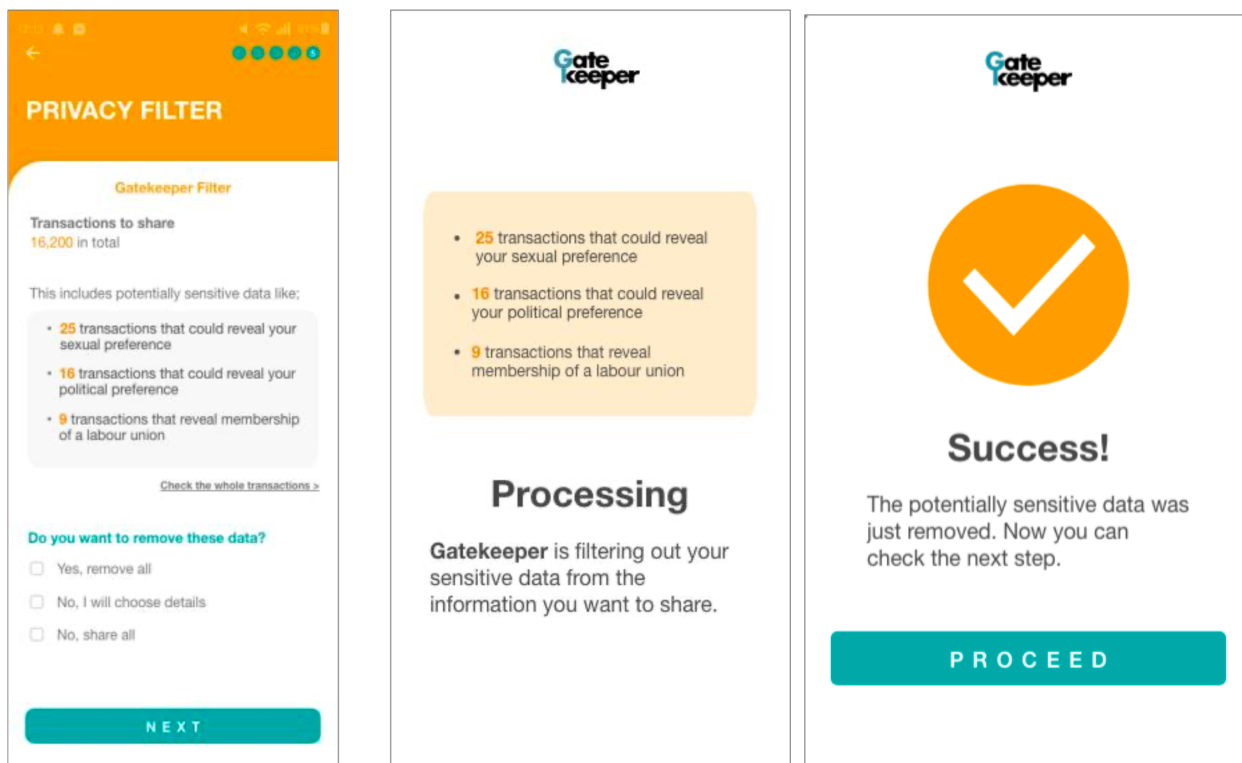 PRIVACY FILTER
Gatekeeper Filter
Transactions to share
16,200 in total
This includes potentially sensitive data like;
• 25 transactions that could reveal your
sexual preference
• 16 transactions that could reveal your
political preference
• 9 transactions that reveal membership
of a labour union
Check the whole transactions >
Do you want to remove these data?
Yes, remove all
No, I will choose details
No, share all
NEXT
Gate
keeper
• 25 transactions that could reveal
your sexual preference
• 16 transactions that could reveal
your political preference
• 9 transactions that reveal
membership of a labour union
Processing
Gatekeeper is filtering out your
sensitive data from the
information you want to share.
Gate
keeper
Success!
The potentially sensitive data was
just removed. Now you can
check the next step.
PROCEED